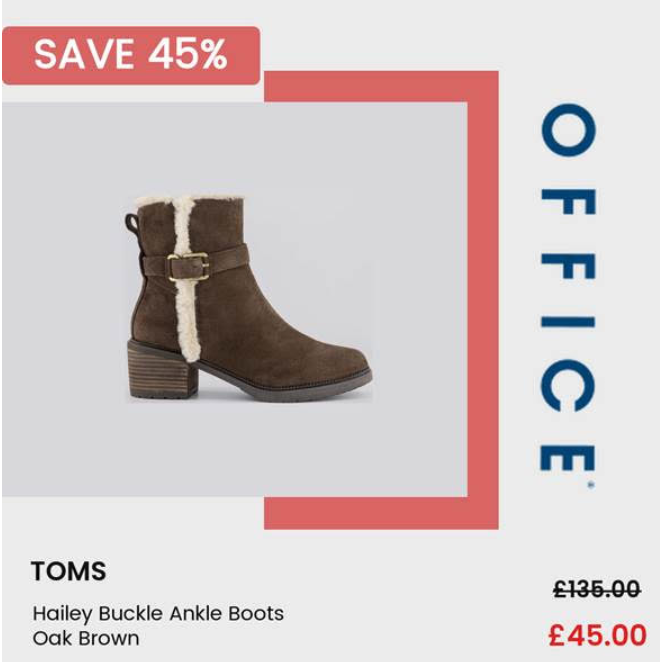 SAVE 45%
OFFICE
TOMS
Hailey Buckle Ankle Boots
Oak Brown
£135.00
£45.00